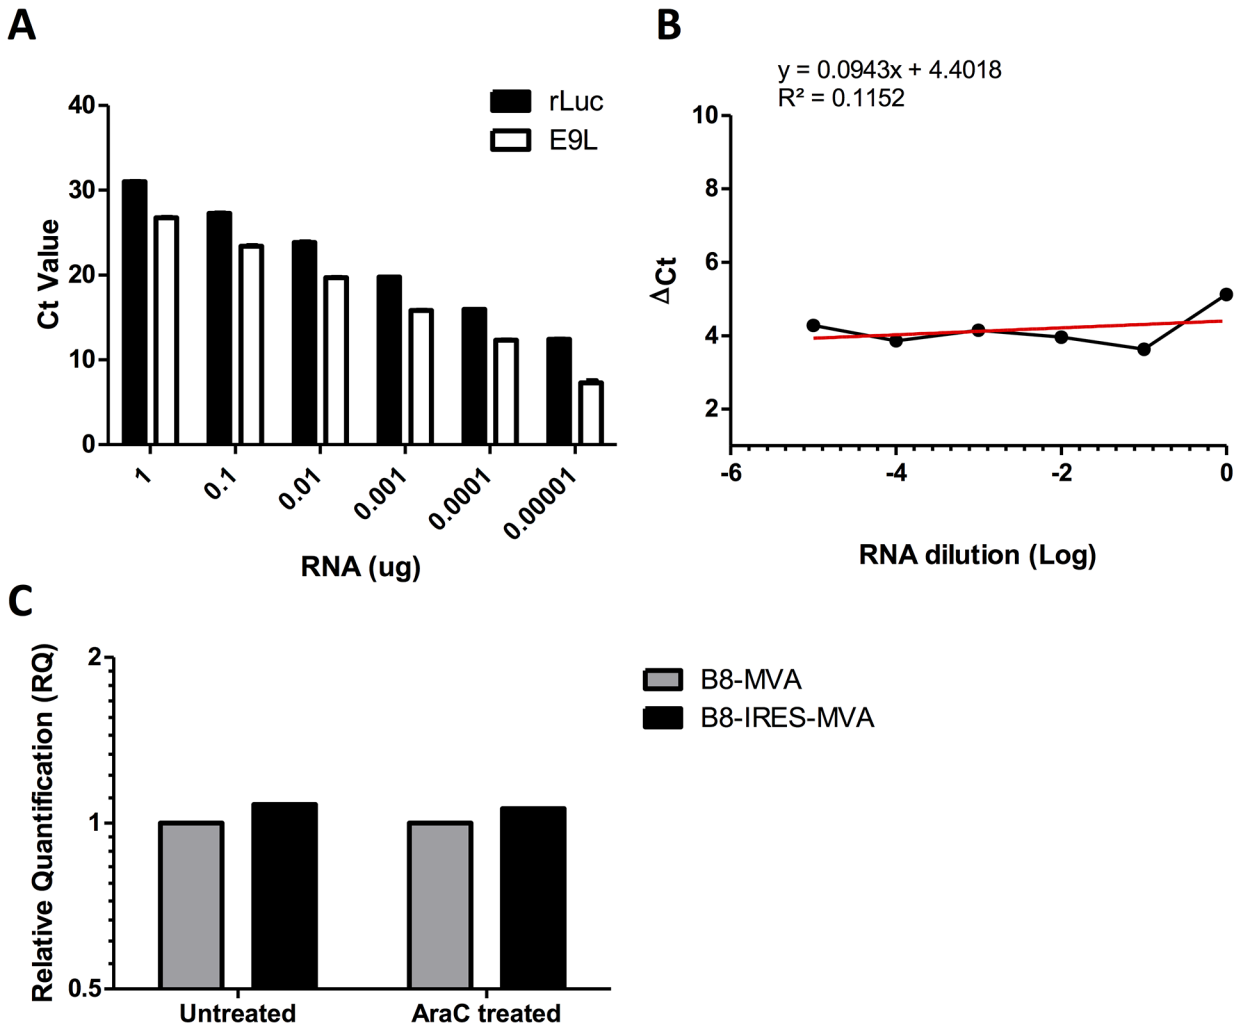 A
40
30
20
10
0
Ct Value
rLuc
E9L
1
0.1
0.01
0.001
0.0001
0.00001
RNA (ug)
B
y = 0.0943x + 4.4018
R² = 0.1152
10
8
6
4
2
ΔCt
-6
-4
-2
0
RNA dilution (Log)
C
2
1
0.5
Relative Quantification (RQ)
B8-MVA
B8-IRES-MVA
Untreated
AraC treated